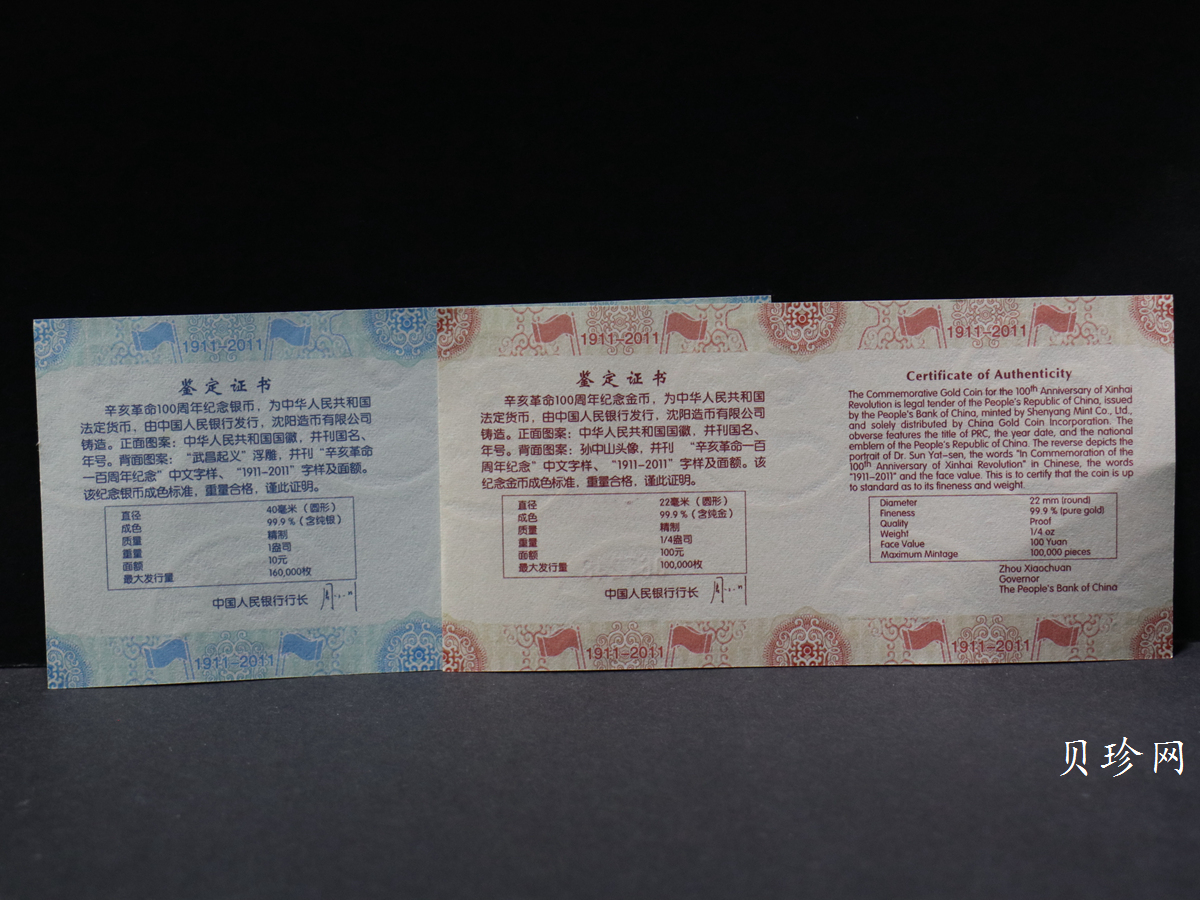 1911-2011
鉴定证书
辛亥革命100周年纪念银币，为中华人民共和国
法定货币，由中国人民银行发行，沈阳造币有限公司
铸造。正面图案：中华人民共和国国徽，并刊国名、
年号。背面图案：“武昌起义”浮雕，并刊“辛亥革命
一百周年纪念”中文字样、“1911-2011”字样及面额。
该纪念银币成色标准，重量合格，谨此证明。
直径 40毫米（圆形）
成色 99.9%（含纯银）
质量 精制
重量 1盎司
面额 10元
最大发行量 160,000枚
中国人民银行行长
1911-2011
1911-2011
鉴定证书
辛亥革命100周年纪念金币，为中华人民共和国
法定货币，由中国人民银行发行，沈阳造币有限公司
铸造。正面图案：中华人民共和国国徽，并刊国名、
年号。背面图案：孙中山头像，并刊 “辛亥革命一百
周年纪念”中文字样、“1911-2011”字样及面额。该
纪念金币成色标准，重量合格，谨此证明。
直径 22毫米（圆形）
成色 99.9%（含纯金）
质量 精制
重量 1/4盎司
面额 100元
最大发行量 100,000枚
中国人民银行行长
1911-2011
1911-2011
Certificate of Authenticity
The Commemorative Gold Coin for the 100th Anniversary of Xinhai
Revolution is legal tender of the People's Republic of China, issued
by the People's Bank of China, minted by Shenyang Mint Co., Ltd.,
and solely distributed by China Gold Coin Incorporation. The
obverse features the title of PRC, the year date, and the national
emblem of the People's Republic of China. The reverse depicts the
portrait of Dr. Sun Yat-sen, the words "In Commemoration of the
100th Anniversary of Xinhai Revolution" in Chinese, the words
"1911-2011" and the face value. This is to certify that the coin is up
to standard as to its fineness and weight.
Diameter 22 mm (round)
Fineness 99.9% (pure gold)
Quality Proof
Weight 1/4 oz
Face Value 100 Yuan
Maximum Mintage 100,000 pieces
Zhou Xiaochuan
Governor
The People's Bank of China
1911-2011
贝珍网